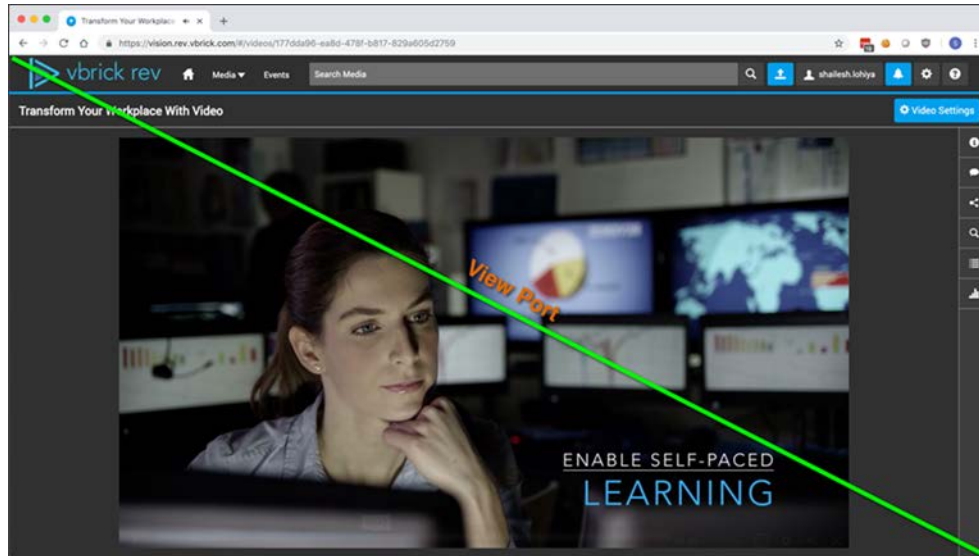 Transform Your Workplace
https://vision.rev.vbrick.com/#/videos/177dda96-ea8d-478f-b817-829a605d2759
vbrick rev Media Events Search Media shailesh.lohiya
Transform Your Workplace With Video
Video Settings
View Port
ENABLE SELF-PACED
LEARNING